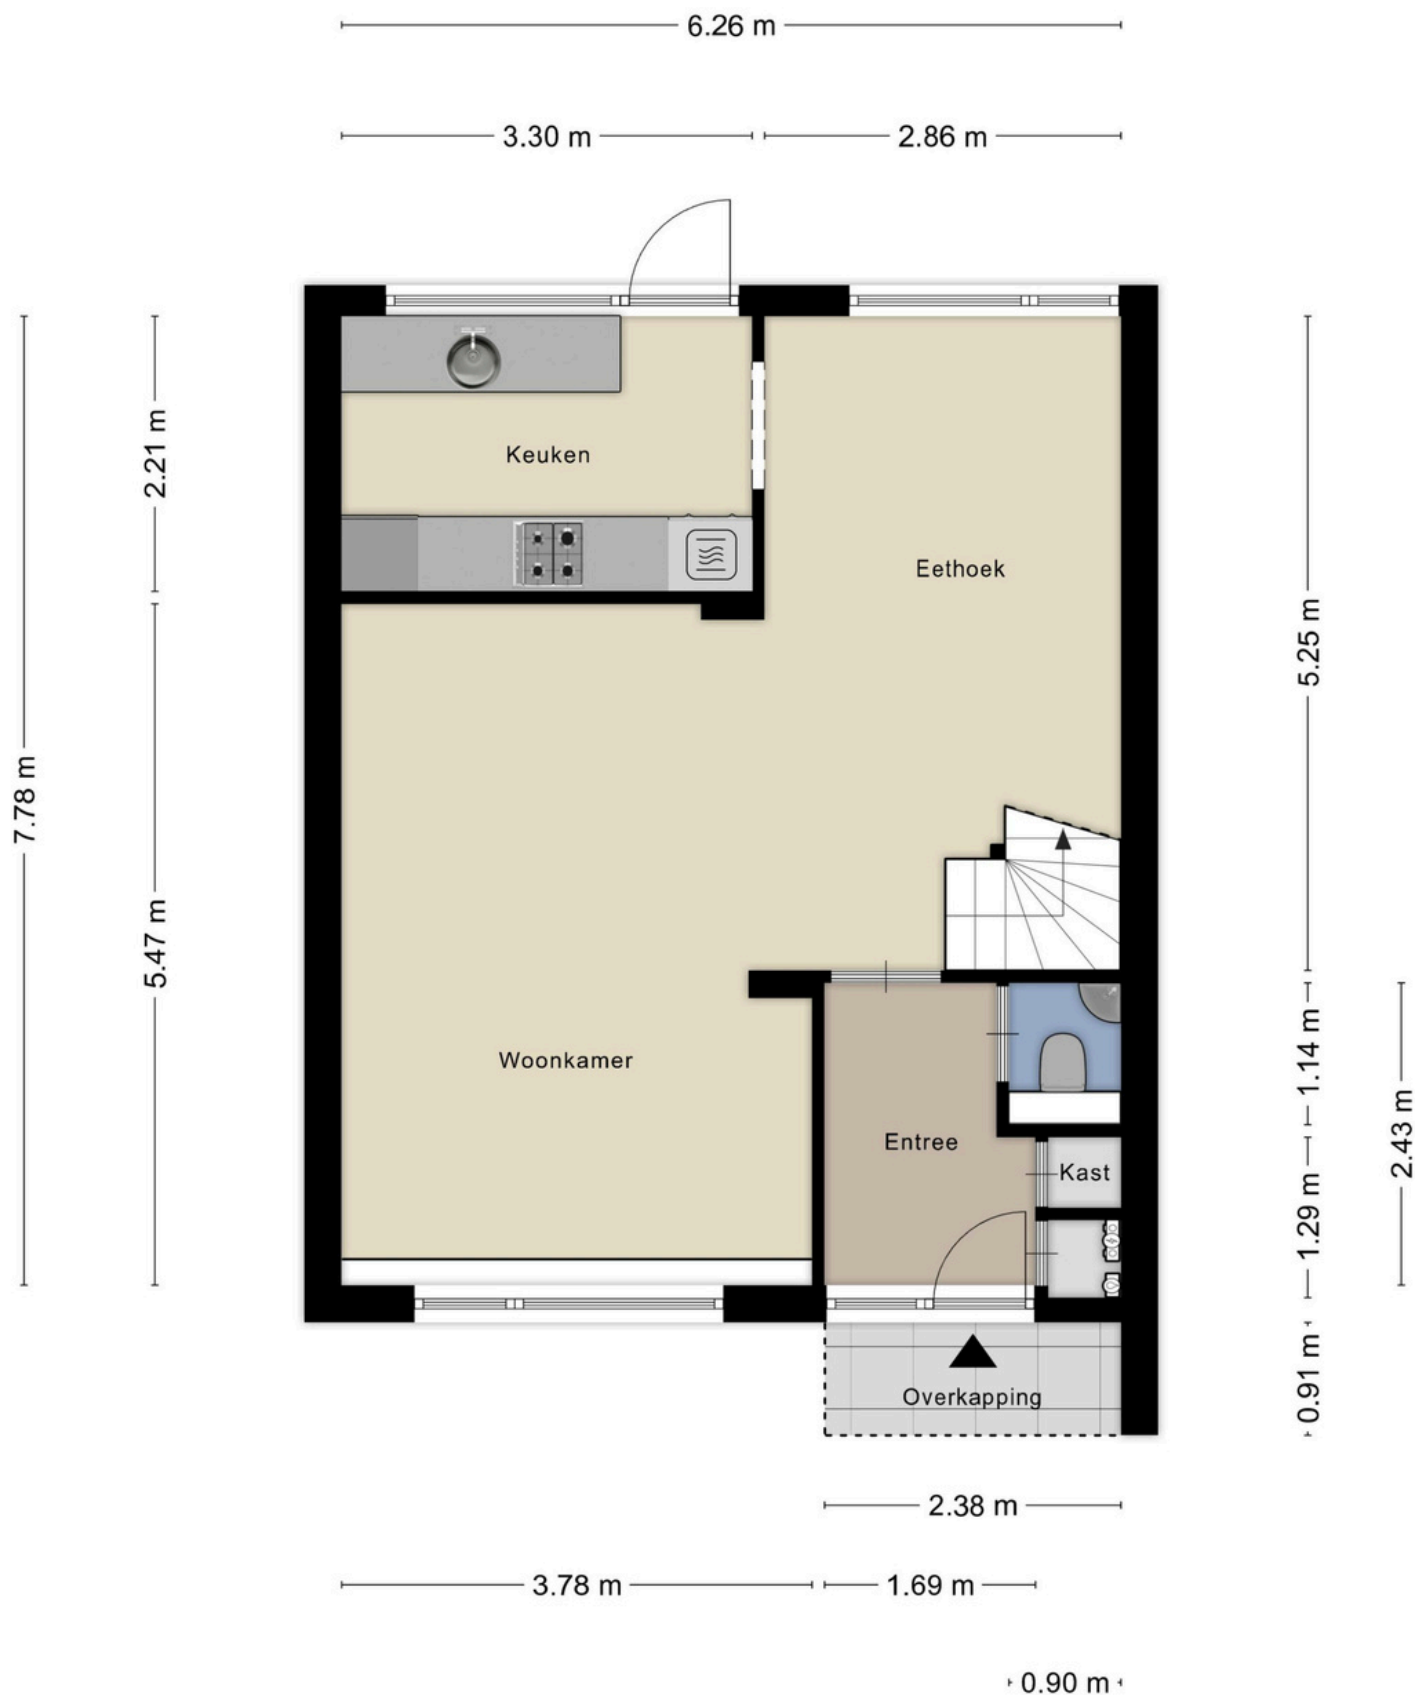 6.26 m
3.30 m
2.86 m
2.21 m
Keuken
Eethoek
5.25 m
7.78 m
5.47 m
Woonkamer
1.14 m
Entree
2.43 m
Kast
1.29 m
0.91 m
Overkapping
2.38 m
3.78 m
1.69 m
0.90 m